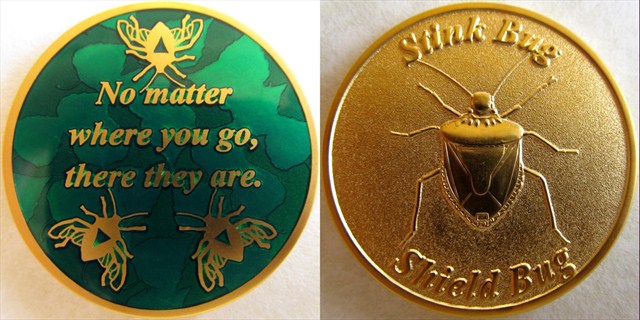 No matter
where you go,
there they are.
Stink Bug
Shield Bug